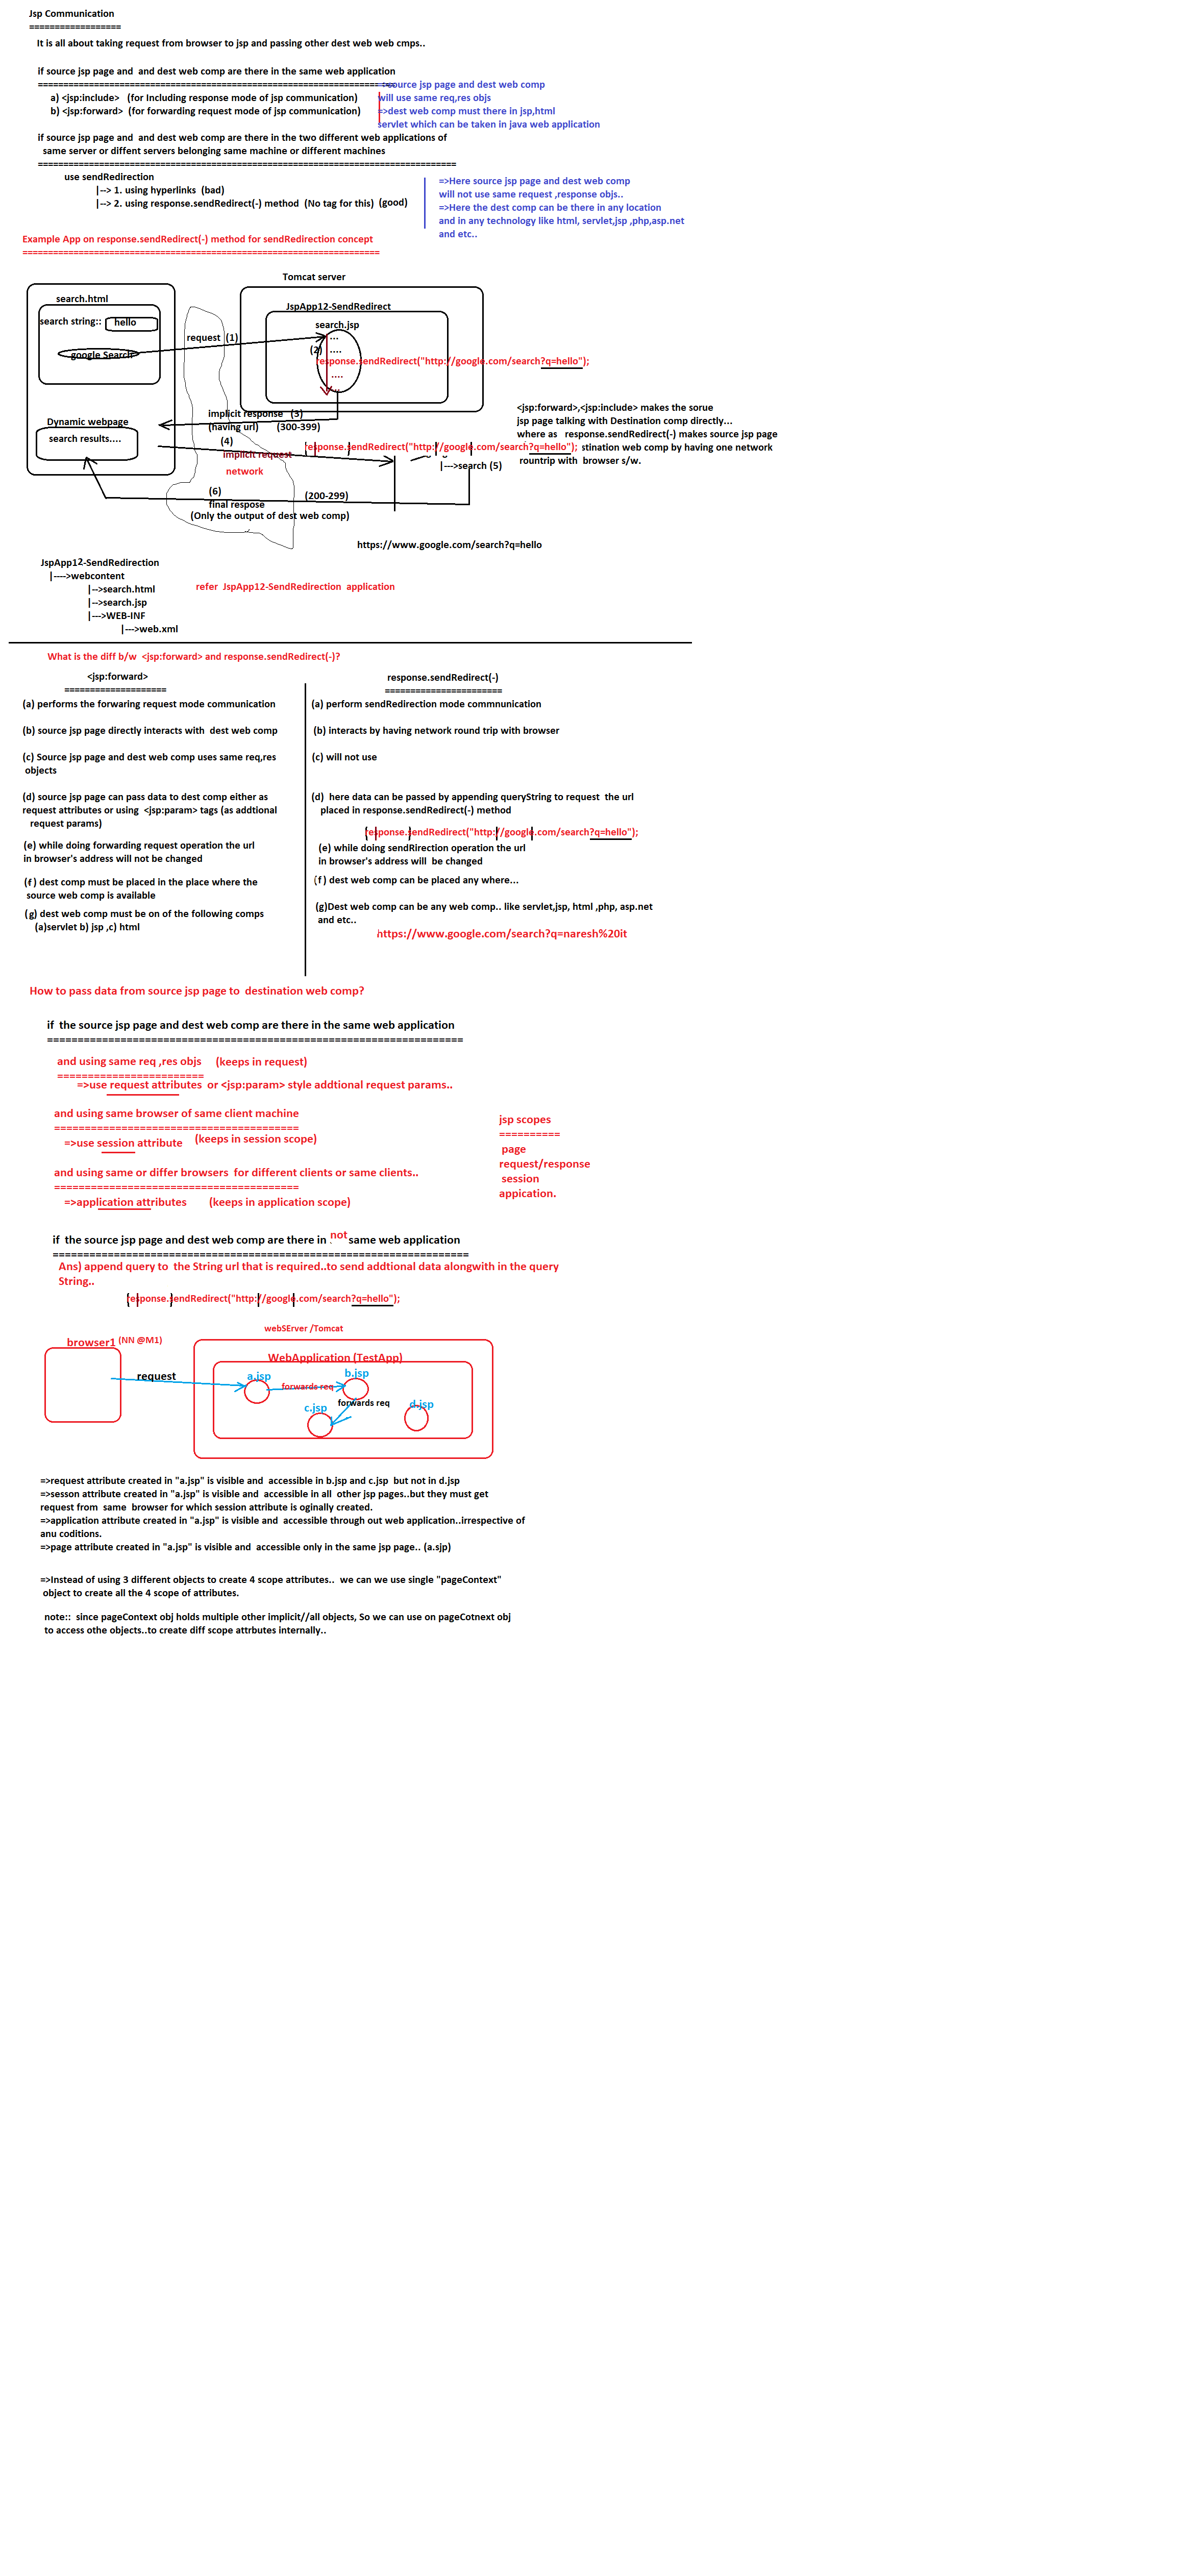 Jsp Communication
==================
It is all about taking request from browser to jsp and passing other dest web web cmps..
if source jsp page and  and dest web comp are there in the same web application
======================================================================
a) <jsp:include>   (for Including response mode of jsp communication)
b) <jsp:forward>  (for forwarding request mode of jsp communication)
source jsp page and dest web comp
will use same req,res objs
=>dest web comp must there in jsp,html
servlet which can be taken in java web application
if source jsp page and  and dest web comp are there in the two different web applications of
same server or diffent servers belonging same machine or different machines
==================================================================================
use sendRedirection
|--> 1. using hyperlinks  (bad)
|--> 2. using response.sendRedirect(-) method  (No tag for this)  (good)
=>Here source jsp page and dest web comp
will not use same request ,response objs..
=>Here the dest comp can be there in any location
and in any technology like html, servlet,jsp ,php,asp.net
and etc..
Example App on response.sendRedirect(-) method for sendRedirection concept
======================================================================
Tomcat server
search.html
JspApp12-SendRedirect
search string::  hello
search.jsp
google Search
request  (1)
...
(2)  ....
response.sendRedirect("http://google.com/search?q=hello");
....
implicit response   (3)
(having url)       (300-399)
Dynamic webpage
search results....
(4)
implicit request
network
response.sendRedirect("http://google.com/search?q=hello");
|--->search (5)
<jsp:forward>,<jsp:include> makes the sorue
jsp page talking with Destination comp directly...
where as   response.sendRedirect(-) makes source jsp page
stination web comp by having one network
rountrip with  browser s/w.
(6)
final respose
(200-299)
(Only the output of dest web comp)
https://www.google.com/search?q=hello
JspApp12-SendRedirection
|---->webcontent
|-->search.html
|-->search.jsp
|--->WEB-INF
|--->web.xml
refer  JspApp12-SendRedirection  application
What is the diff b/w  <jsp:forward> and response.sendRedirect(-)?
<jsp:forward>
====================
(a) performs the forwaring request mode communication
(b) source jsp page directly interacts with  dest web comp
(c) Source jsp page and dest web comp uses same req,res
objects
(d) source jsp page can pass data to dest comp either as
request attributes or using  <jsp:param> tags (as addtional
request params)
(e) while doing forwarding request operation the url
in browser's address will not be changed
(f) dest comp must be placed in the place where the
source web comp is available
(g) dest web comp must be on of the following comps
(a)servlet b) jsp ,c) html
response.sendRedirect(-)
=======================
(a) perform sendRedirection mode commnunication
(b) interacts by having network round trip with browser
(c) will not use
(d)  here data can be passed by appending queryString to request  the url
placed in response.sendRedirect(-) method
response.sendRedirect("http://google.com/search?q=hello");
(e) while doing sendRirection operation the url
in browser's address will  be changed
(f) dest web comp can be placed any where...
(g)Dest web comp can be any web comp.. like servlet,jsp, html ,php, asp.net
and etc..
https://www.google.com/search?q=naresh%20it
How to pass data from source jsp page to  destination web comp?
if  the source jsp page and dest web comp are there in the same web application
====================================================================
and using same req ,res objs     (keeps in request)
========================
=>use request attributes  or <jsp:param> style addtional request params..
and using same browser of same client machine
========================================
=>use session attribute     (keeps in session scope)
and using same or differ browsers  for different clients or same clients..
========================================
=>application attributes        (keeps in application scope)
jsp scopes
==========
page
request/response
session
appication.
if  the source jsp page and dest web comp are there in not same web application
====================================================================
Ans) append query to  the String url that is required..to send addtional data alongwith in the query
String..
response.sendRedirect("http://google.com/search?q=hello");
webSErver /Tomcat
browser1 (NN @M1)
WebApplication (TestApp)
request
a.jsp
forwards req
b.jsp
forwards req
c.jsp
d.jsp
=>request attribute created in "a.jsp" is visible and  accessible in b.jsp and c.jsp  but not in d.jsp
=>sesson attribute created in "a.jsp" is visible and  accessible in all  other jsp pages..but they must get
request from  same  browser for which session attribute is oginally created.
=>application attribute created in "a.jsp" is visible and  accessible through out web application..irrespective of
anu coditions.
=>page attribute created in "a.jsp" is visible and  accessible only in the same jsp page.. (a.sjp)
=>Instead of using 3 different objects to create 4 scope attributes..  we can we use single "pageContext"
object to create all the 4 scope of attributes.
note::  since pageContext obj holds multiple other implicit//all objects, So we can use on pageCotnext obj
to access othe objects..to create diff scope attrbutes internally..